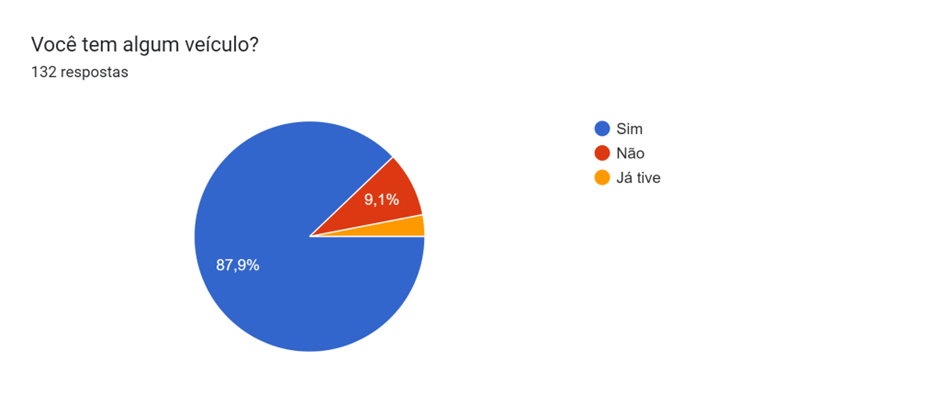 Você tem algum veículo?
132 respostas
Sim
Não
Já tive
9,1%
87,9%